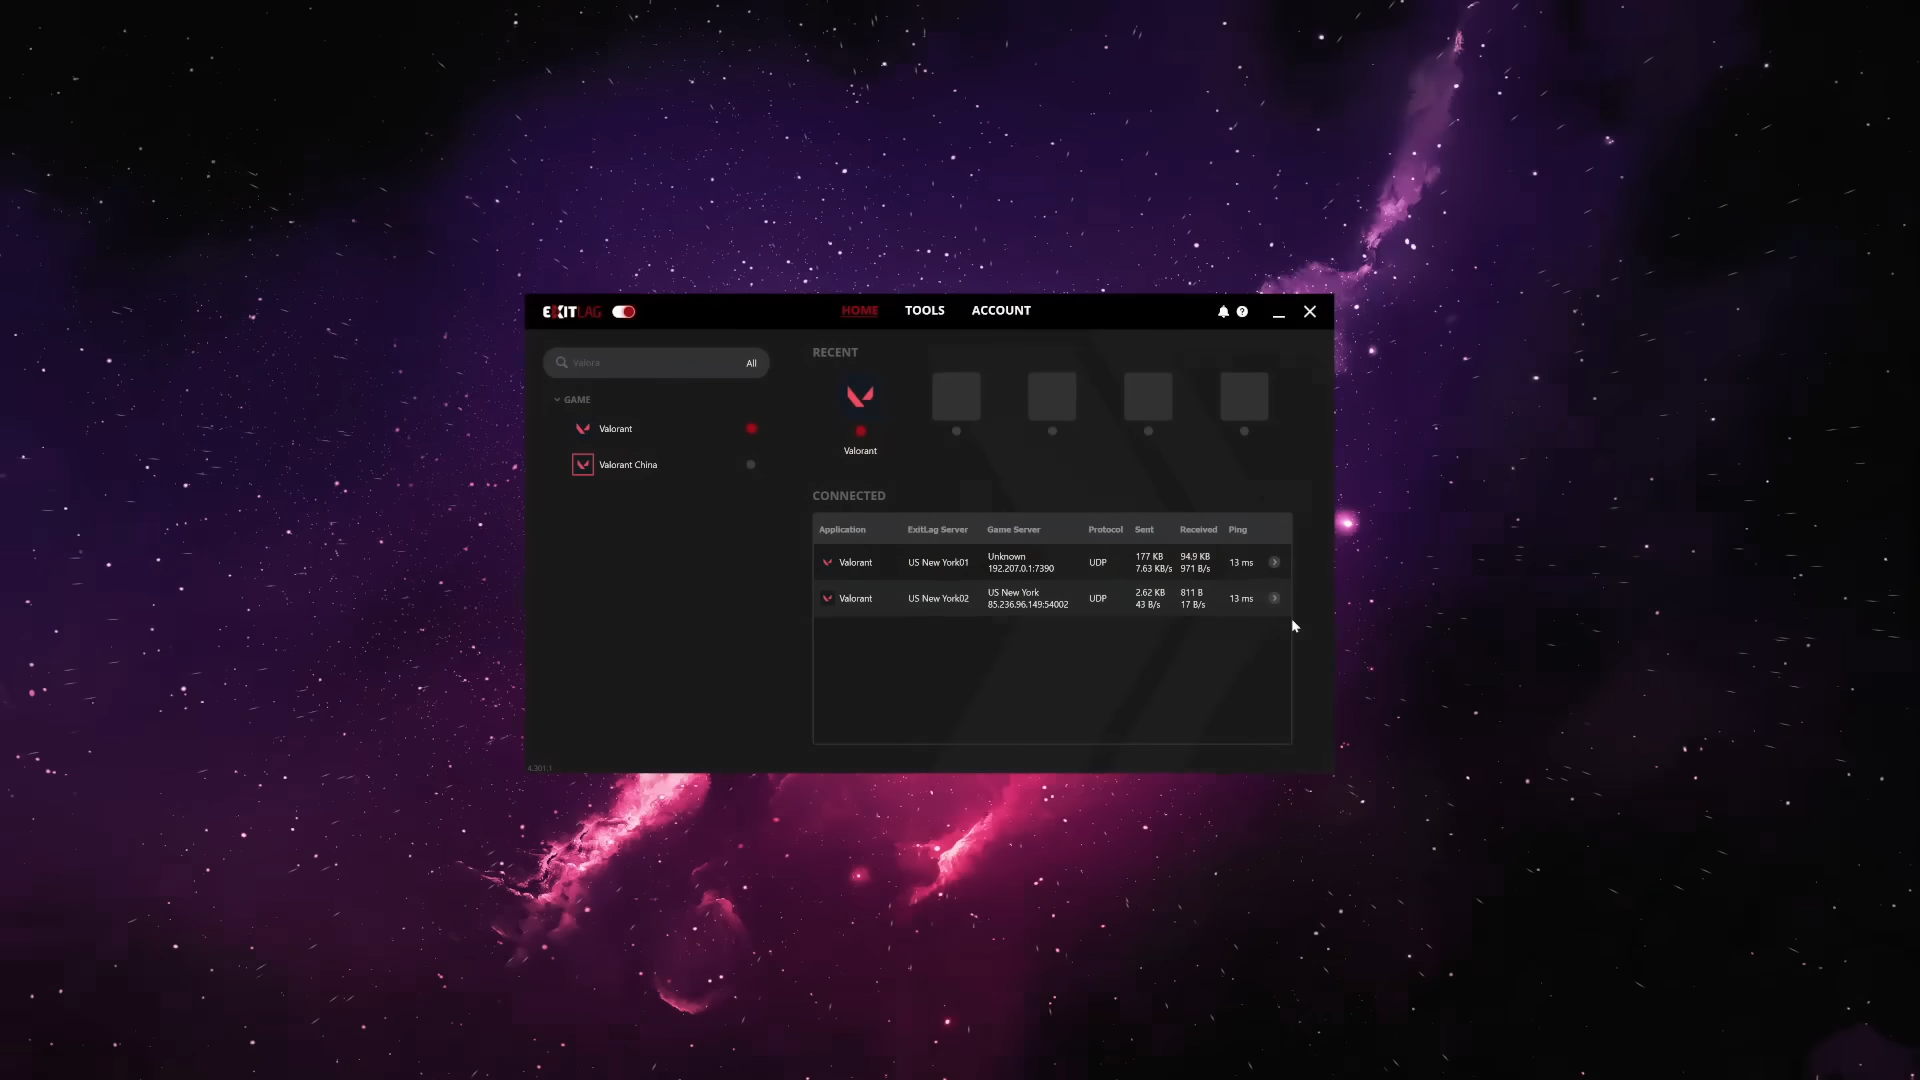 EXITLAG
HOME TOOLS ACCOUNT
Valora All
GAME
Valorant
Valorant China
RECENT
Valorant
CONNECTED
Application ExitLag Server Game Server Protocol Sent Received Ping
Valorant US New York01 Unknown 192.207.0.1:7390 UDP 177 KB 7.63 KB/s 94.9 KB 971 B/s 13 ms
Valorant US New York02 US New York 85.236.96.149:54002 UDP 2.62 KB 43 B/s 811 B 17 B/s 13 ms
4.301.1